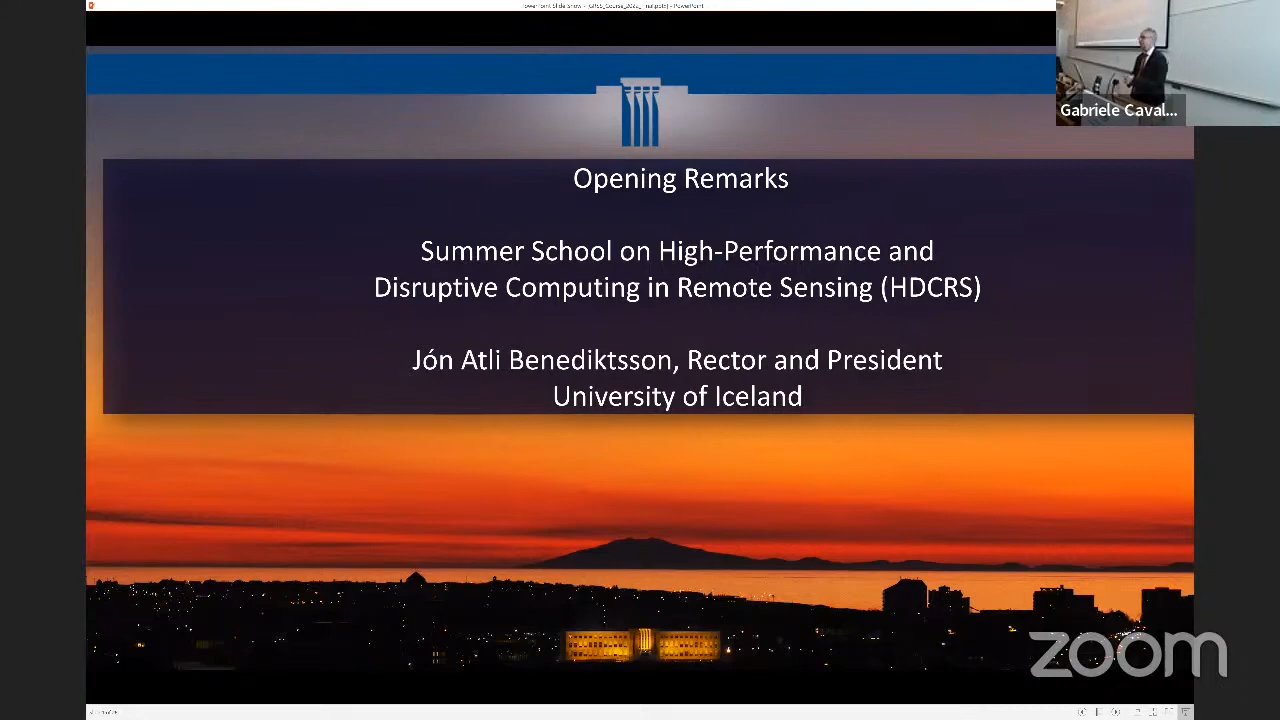 Opening Remarks
Summer School on High-Performance and
Disruptive Computing in Remote Sensing (HDCRS)
Jón Atli Benediktsson, Rector and President
University of Iceland
Gabriele Caval...
zoom